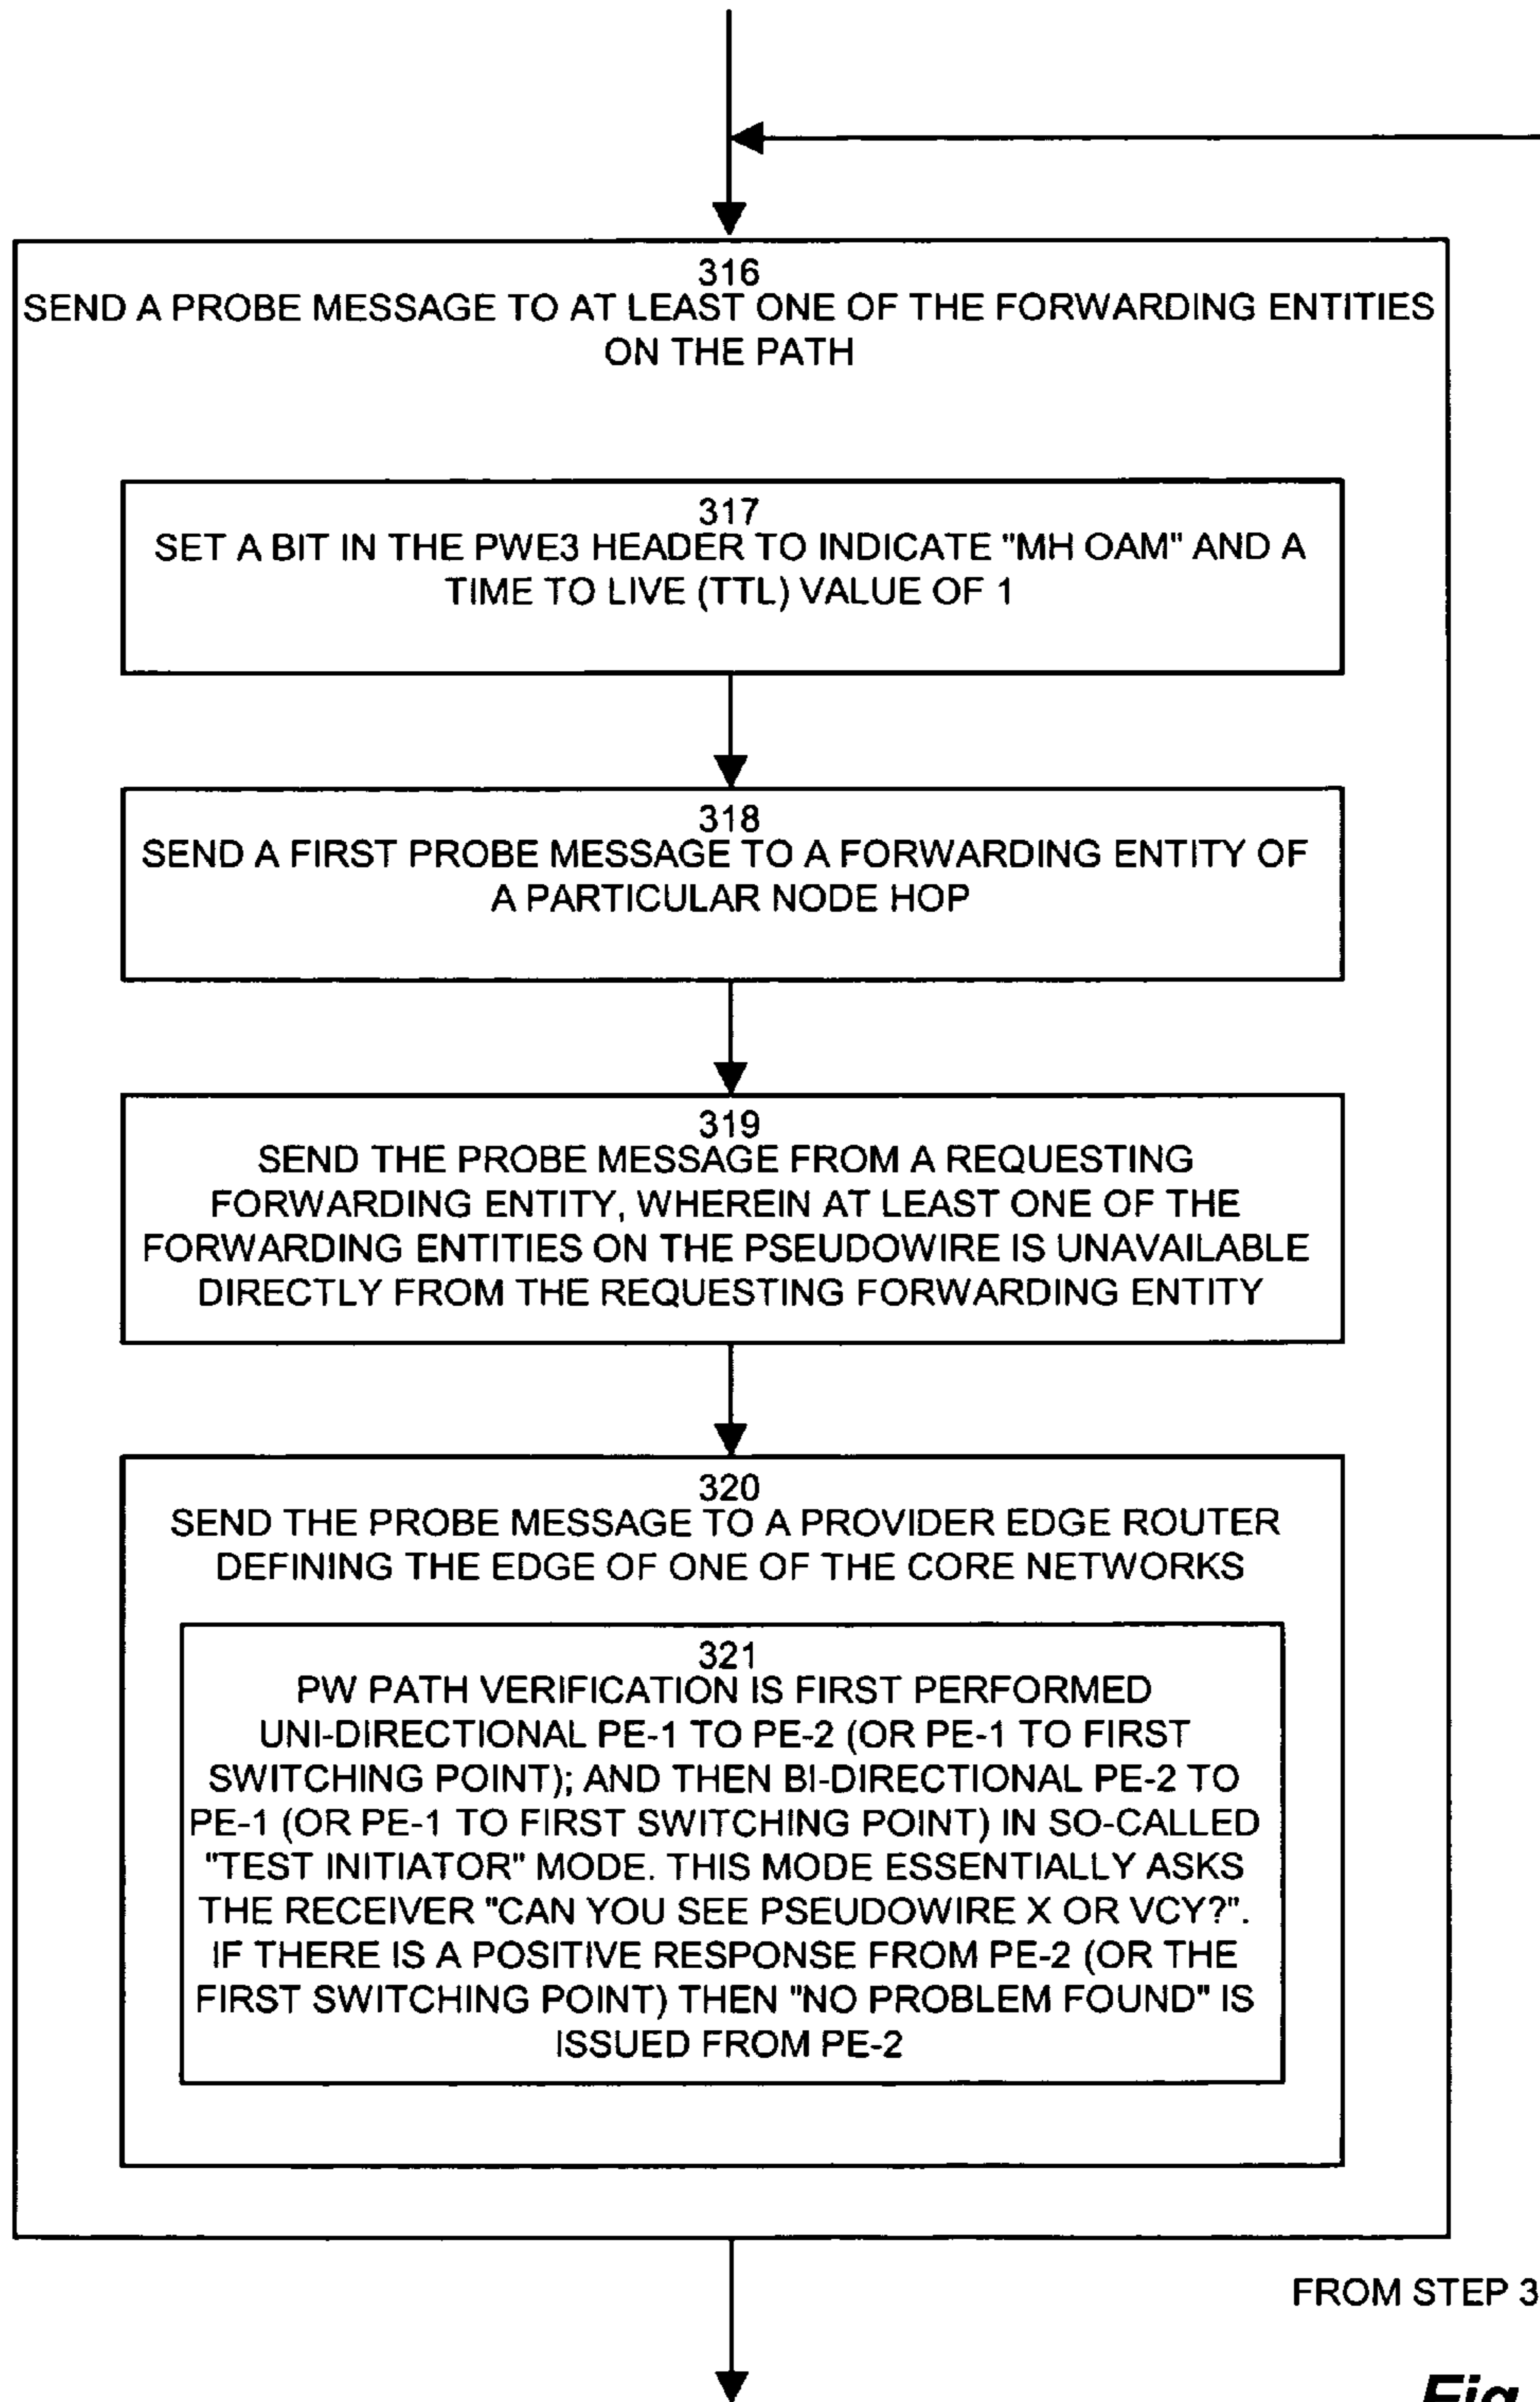 316
SEND A PROBE MESSAGE TO AT LEAST ONE OF THE FORWARDING ENTITIES
ON THE PATH
317
SET A BIT IN THE PWE3 HEADER TO INDICATE "MH OAM" AND A
TIME TO LIVE (TTL) VALUE OF 1
318
SEND A FIRST PROBE MESSAGE TO A FORWARDING ENTITY OF
A PARTICULAR NODE HOP
319
SEND THE PROBE MESSAGE FROM A REQUESTING
FORWARDING ENTITY, WHEREIN AT LEAST ONE OF THE
FORWARDING ENTITIES ON THE PSEUDOWIRE IS UNAVAILABLE
DIRECTLY FROM THE REQUESTING FORWARDING ENTITY
320
SEND THE PROBE MESSAGE TO A PROVIDER EDGE ROUTER
DEFINING THE EDGE OF ONE OF THE CORE NETWORKS
321
PW PATH VERIFICATION IS FIRST PERFORMED
UNI-DIRECTIONAL PE-1 TO PE-2 (OR PE-1 TO FIRST
SWITCHING POINT); AND THEN BI-DIRECTIONAL PE-2 TO
PE-1 (OR PE-1 TO FIRST SWITCHING POINT) IN SO-CALLED
"TEST INITIATOR" MODE. THIS MODE ESSENTIALLY ASKS
THE RECEIVER "CAN YOU SEE PSEUDOWIRE X OR VCY?".
IF THERE IS A POSITIVE RESPONSE FROM PE-2 (OR THE
FIRST SWITCHING POINT) THEN "NO PROBLEM FOUND" IS
ISSUED FROM PE-2
FROM STEP 3
Fig